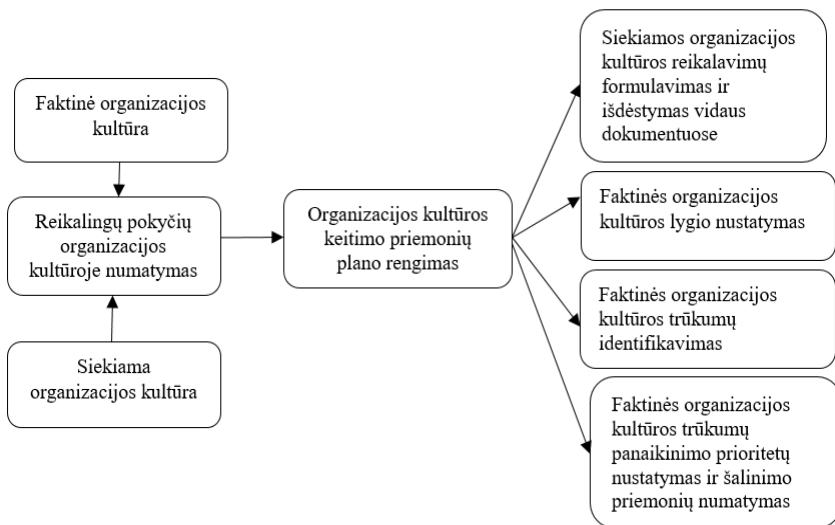 Faktinė organizacijos
kultūra
Reikalingų pokyčių
organizacijos
kultūroje numatymas
Siekiama
organizacijos kultūra
Organizacijos kultūros
keitimo priemonių
plano rengimas
Siekiamos organizacijos
kultūros reikalavimų
formulavimas ir
išdėstymas vidaus
dokumentuose
Faktinės organizacijos
kultūros lygio nustatymas
Faktinės organizacijos
kultūros trūkumų
identifikavimas
Faktinės organizacijos
kultūros trūkumų
panaikinimo prioritetų
nustatymas ir šalinimo
priemonių numatymas